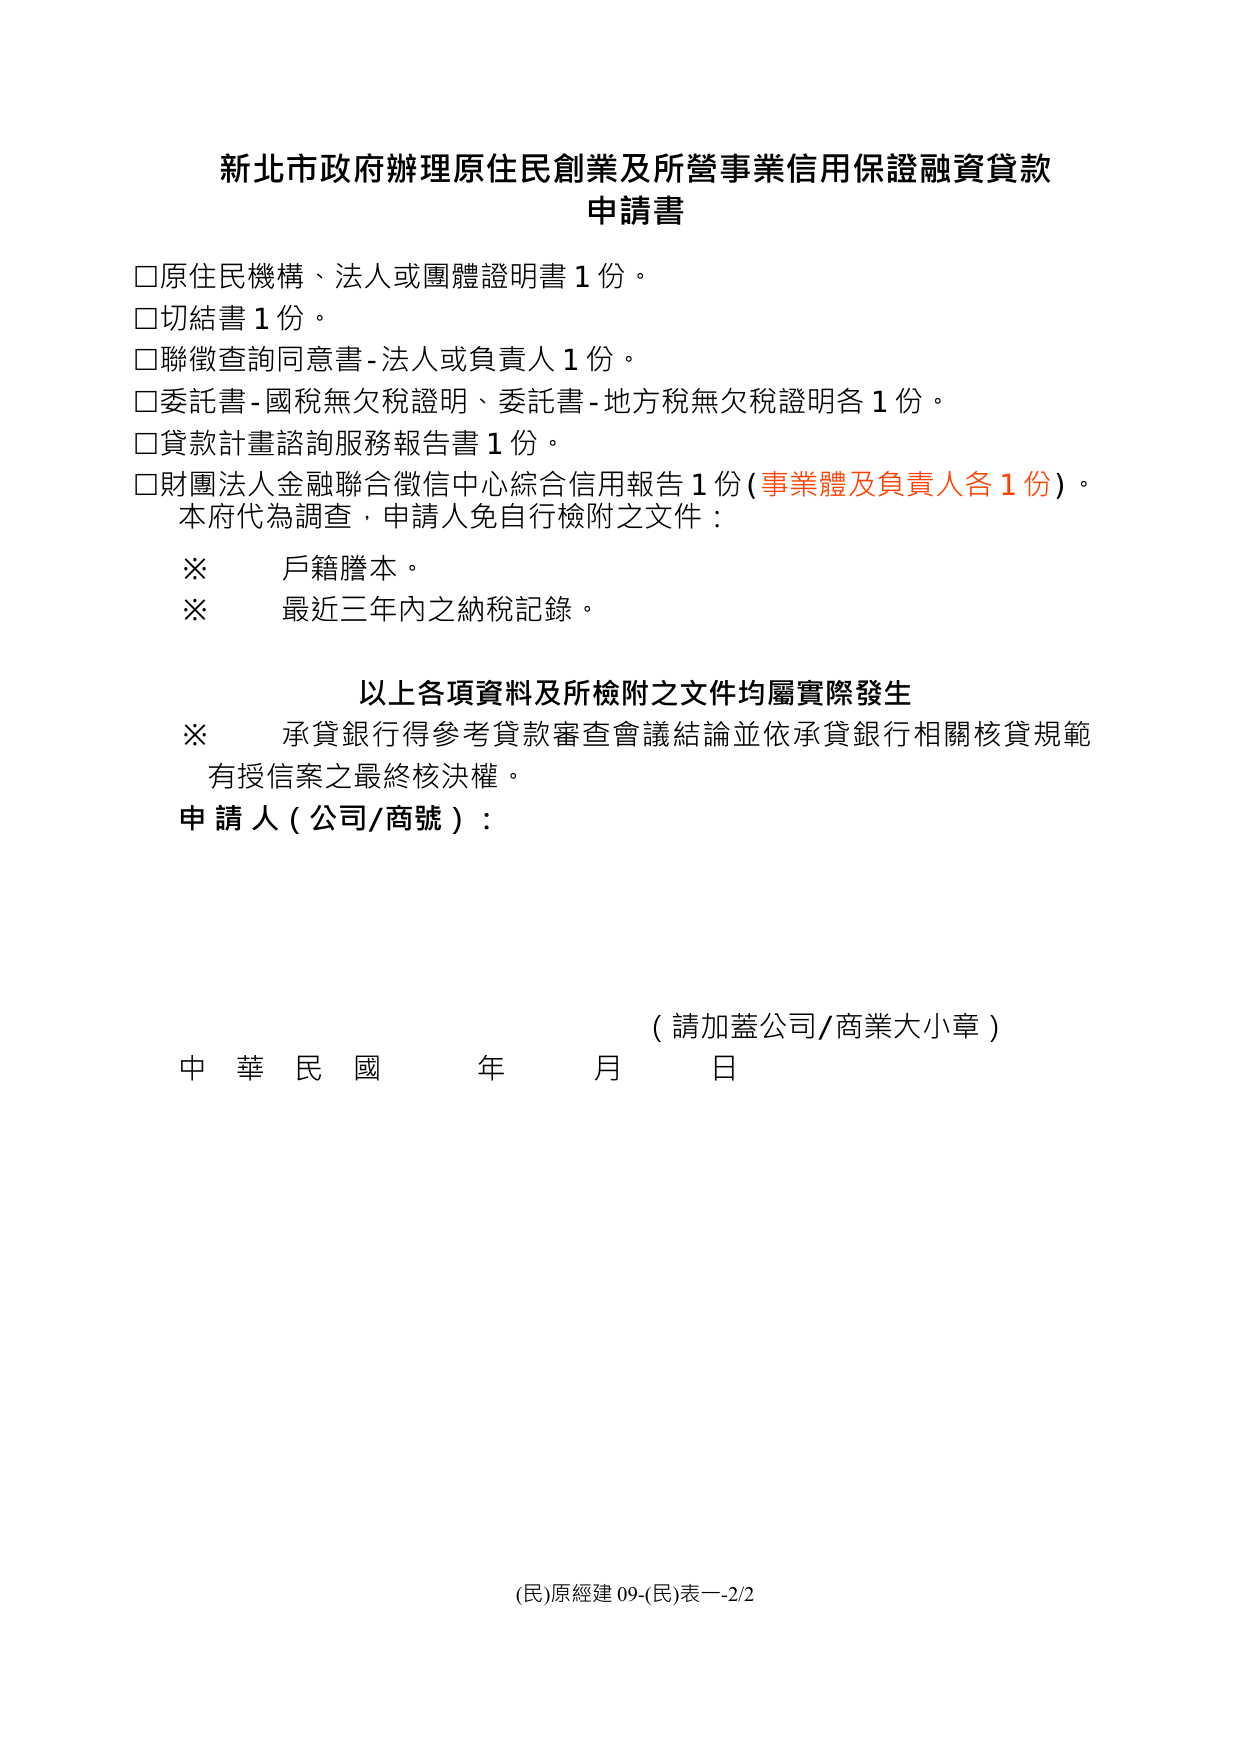 新北市政府辦理原住民創業及所營事業信用保證融資貸款
申請書
□原住民機構、法人或團體證明書 1 份。
□切結書 1 份。
□聯徵查詢同意書-法人或負責人 1 份。
□委託書-國稅無欠稅證明、委託書-地方稅無欠稅證明各 1 份。
□貸款計畫諮詢服務報告書 1 份。
□財團法人金融聯合徵信中心綜合信用報告 1 份(事業體及負責人各 1 份)。
本府代為調查，申請人免自行檢附之文件：
※ 戶籍謄本。
※ 最近三年內之納稅記錄。
以上各項資料及所檢附之文件均屬實際發生
※ 承貸銀行得參考貸款審查會議結論並依承貸銀行相關核貸規範
有授信案之最終核決權。
申 請 人 ( 公司/商號 ) ：
( 請加蓋公司/商業大小章 )
中 華 民 國 年 月 日
(民)原經建 09-(民)表一-2/2